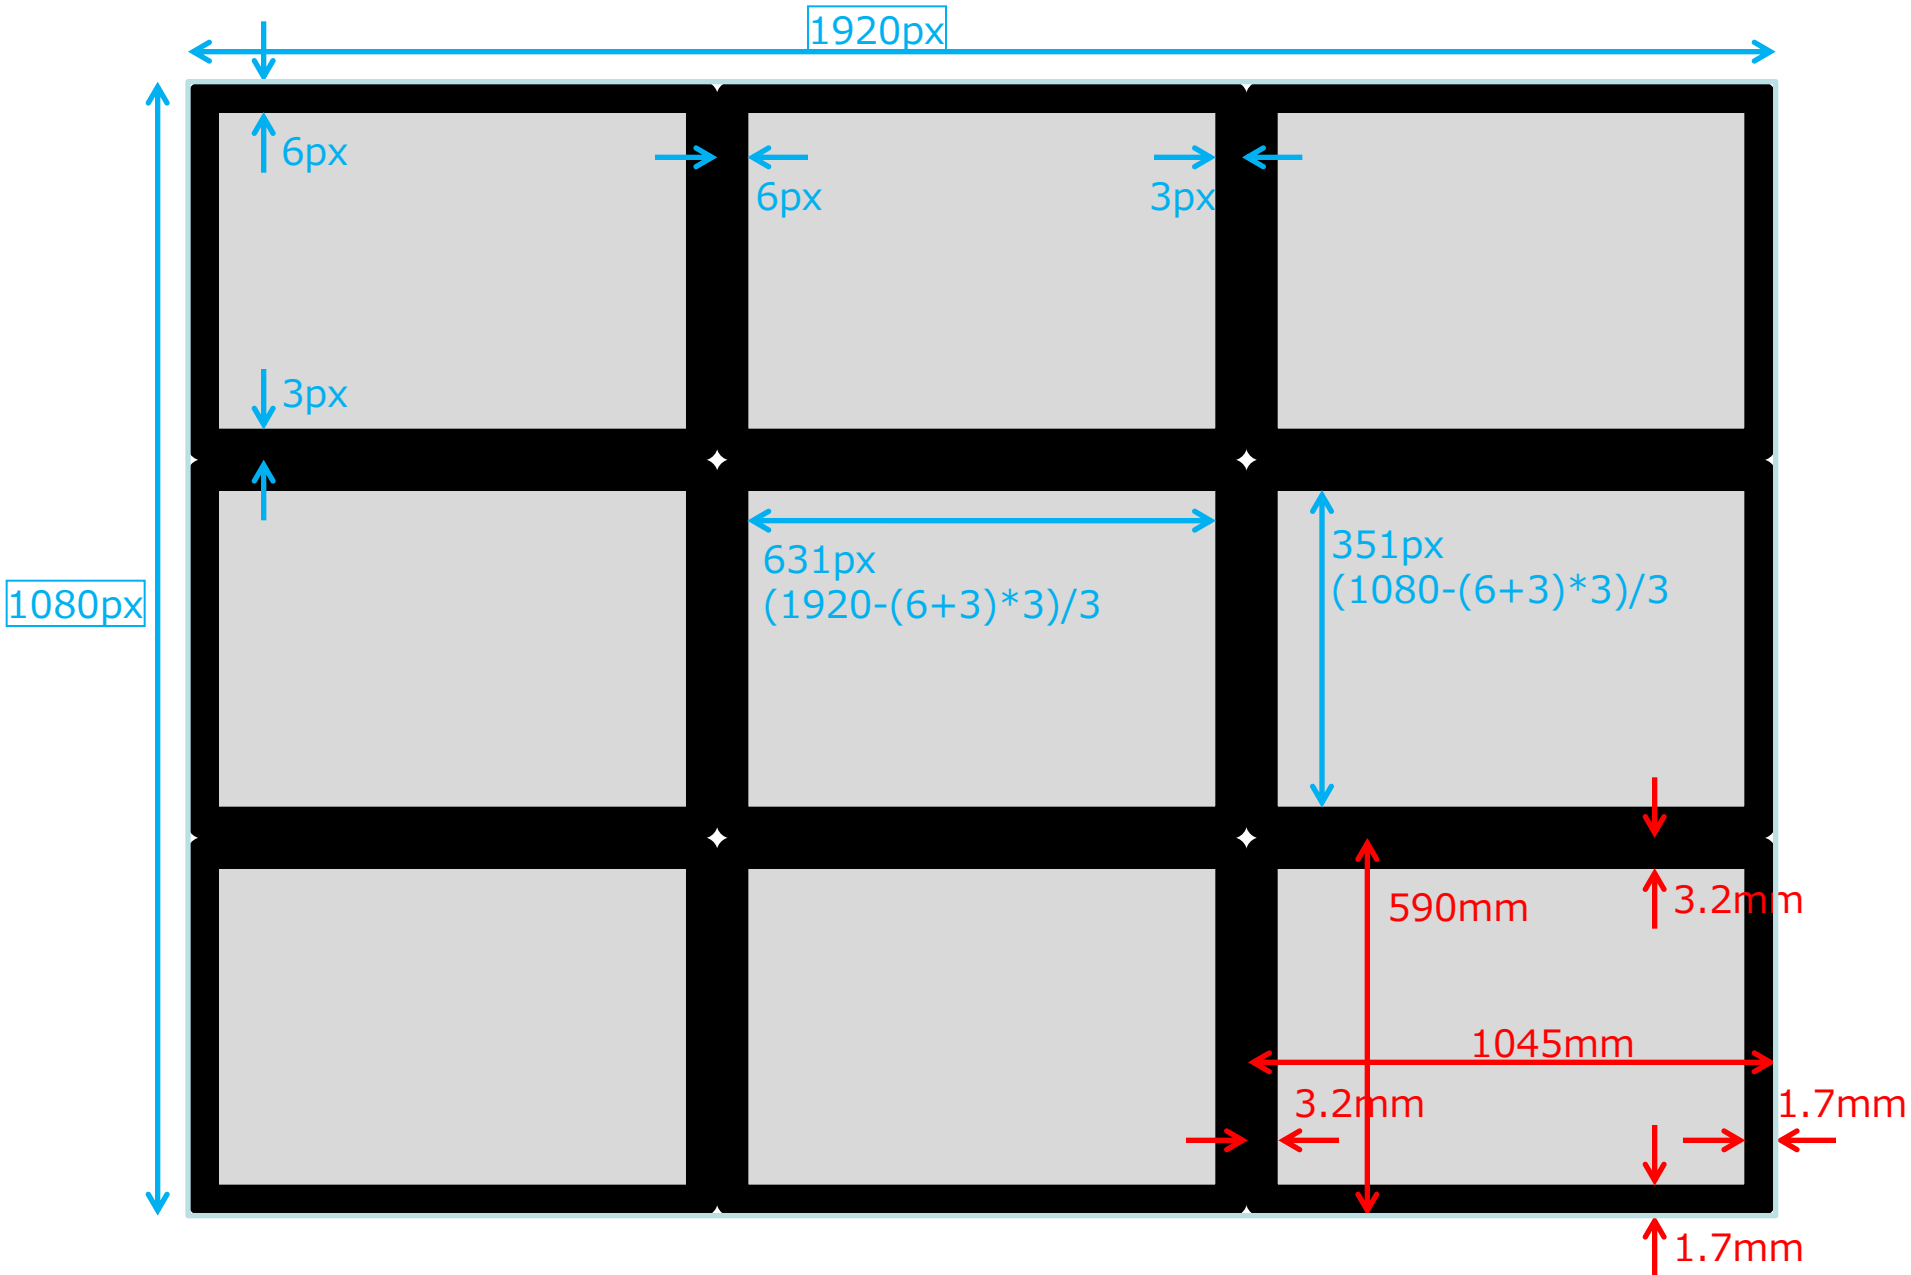 1920px
6px
6px
3px
3px
631px
(1920-(6+3)*3)/3
351px
(1080-(6+3)*3)/3
1080px
590mm
3.2mm
1045mm
3.2mm
1.7mm
1.7mm